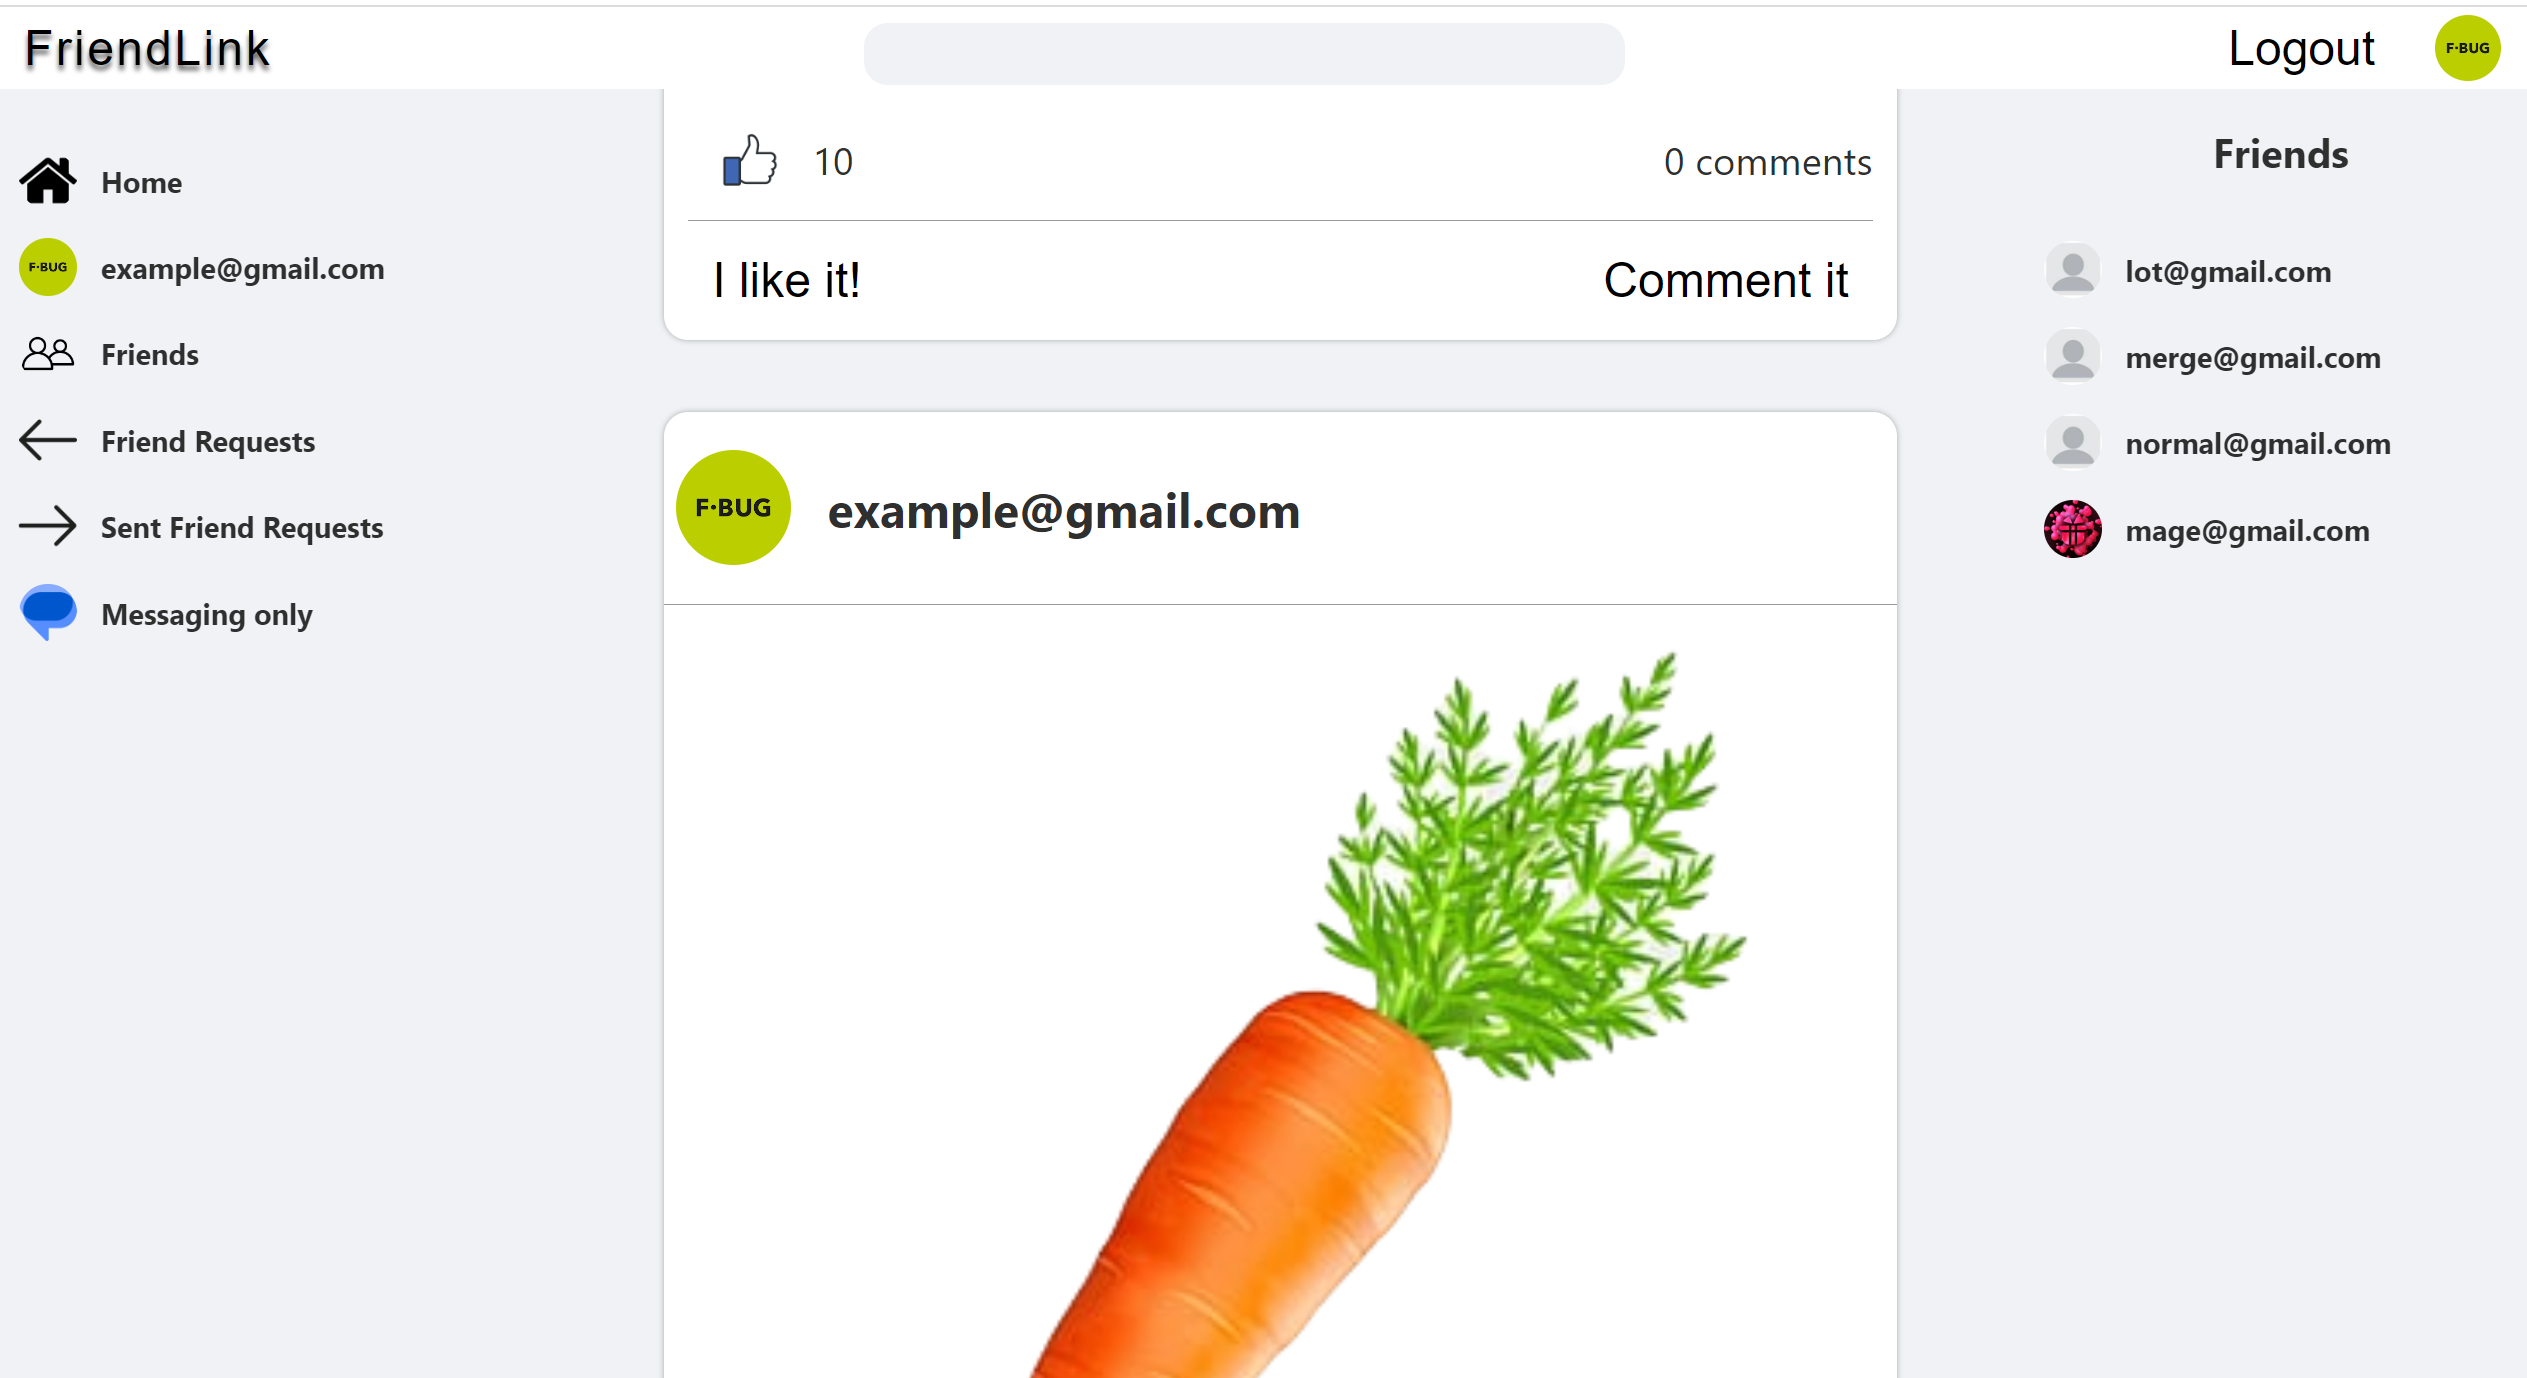 FriendLink
Logout
F·BUG
Home
F·BUG
example@gmail.com
Friends
Friend Requests
Sent Friend Requests
Messaging only
10
0 comments
I like it!
Comment it
F·BUG
example@gmail.com
Friends
lot@gmail.com
merge@gmail.com
normal@gmail.com
mage@gmail.com